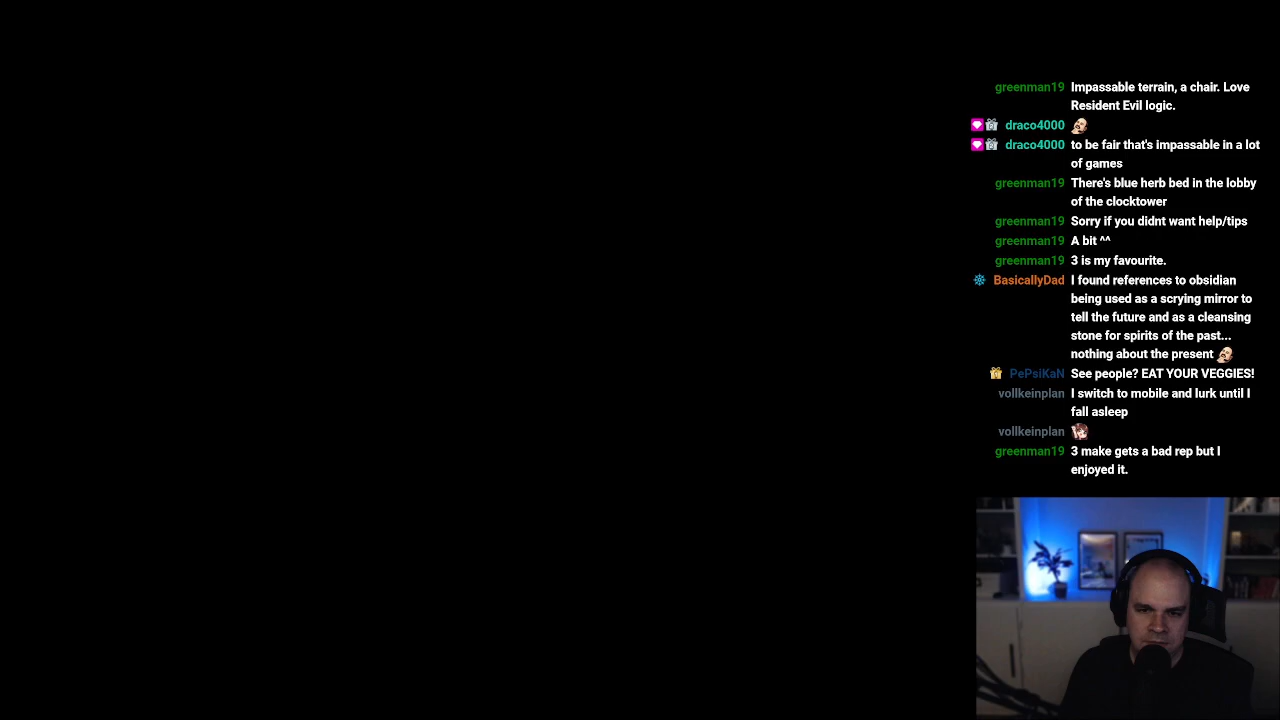 greenman19 Impassable terrain, a chair. Love
Resident Evil logic.
draco4000
draco4000 to be fair that's impassable in a lot
of games
greenman19 There's blue herb bed in the lobby
of the clocktower
greenman19 Sorry if you didnt want help/tips
greenman19 A bit ^^
greenman19 3 is my favourite.
BasicallyDad I found references to obsidian
being used as a scrying mirror to
tell the future and as a cleansing
stone for spirits of the past...
nothing about the present
PePsiKaN See people? EAT YOUR VEGGIES!
vollkeinplan I switch to mobile and lurk until I
fall asleep
vollkeinplan
greenman19 3 make gets a bad rep but I
enjoyed it.